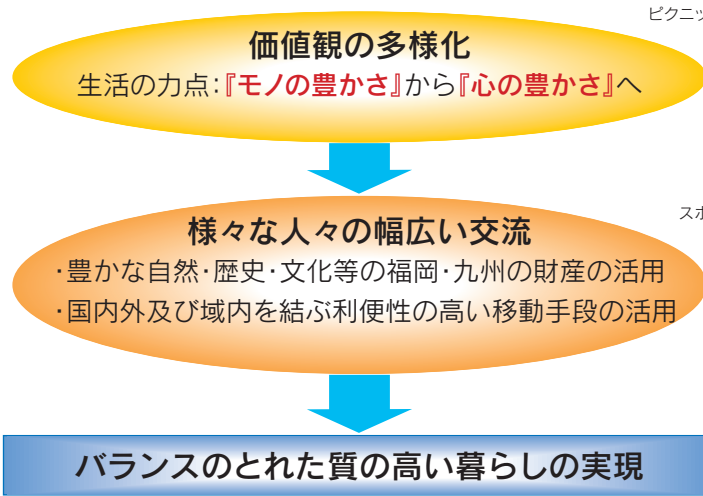 ピクニッ
価値観の多様化
生活の力点：『モノの豊かさ』から『心の豊かさ』へ
スポ
様々な人々の幅広い交流
・豊かな自然・歴史・文化等の福岡・九州の財産の活用
・国内外及び域内を結ぶ利便性の高い移動手段の活用
バランスのとれた質の高い暮らしの実現